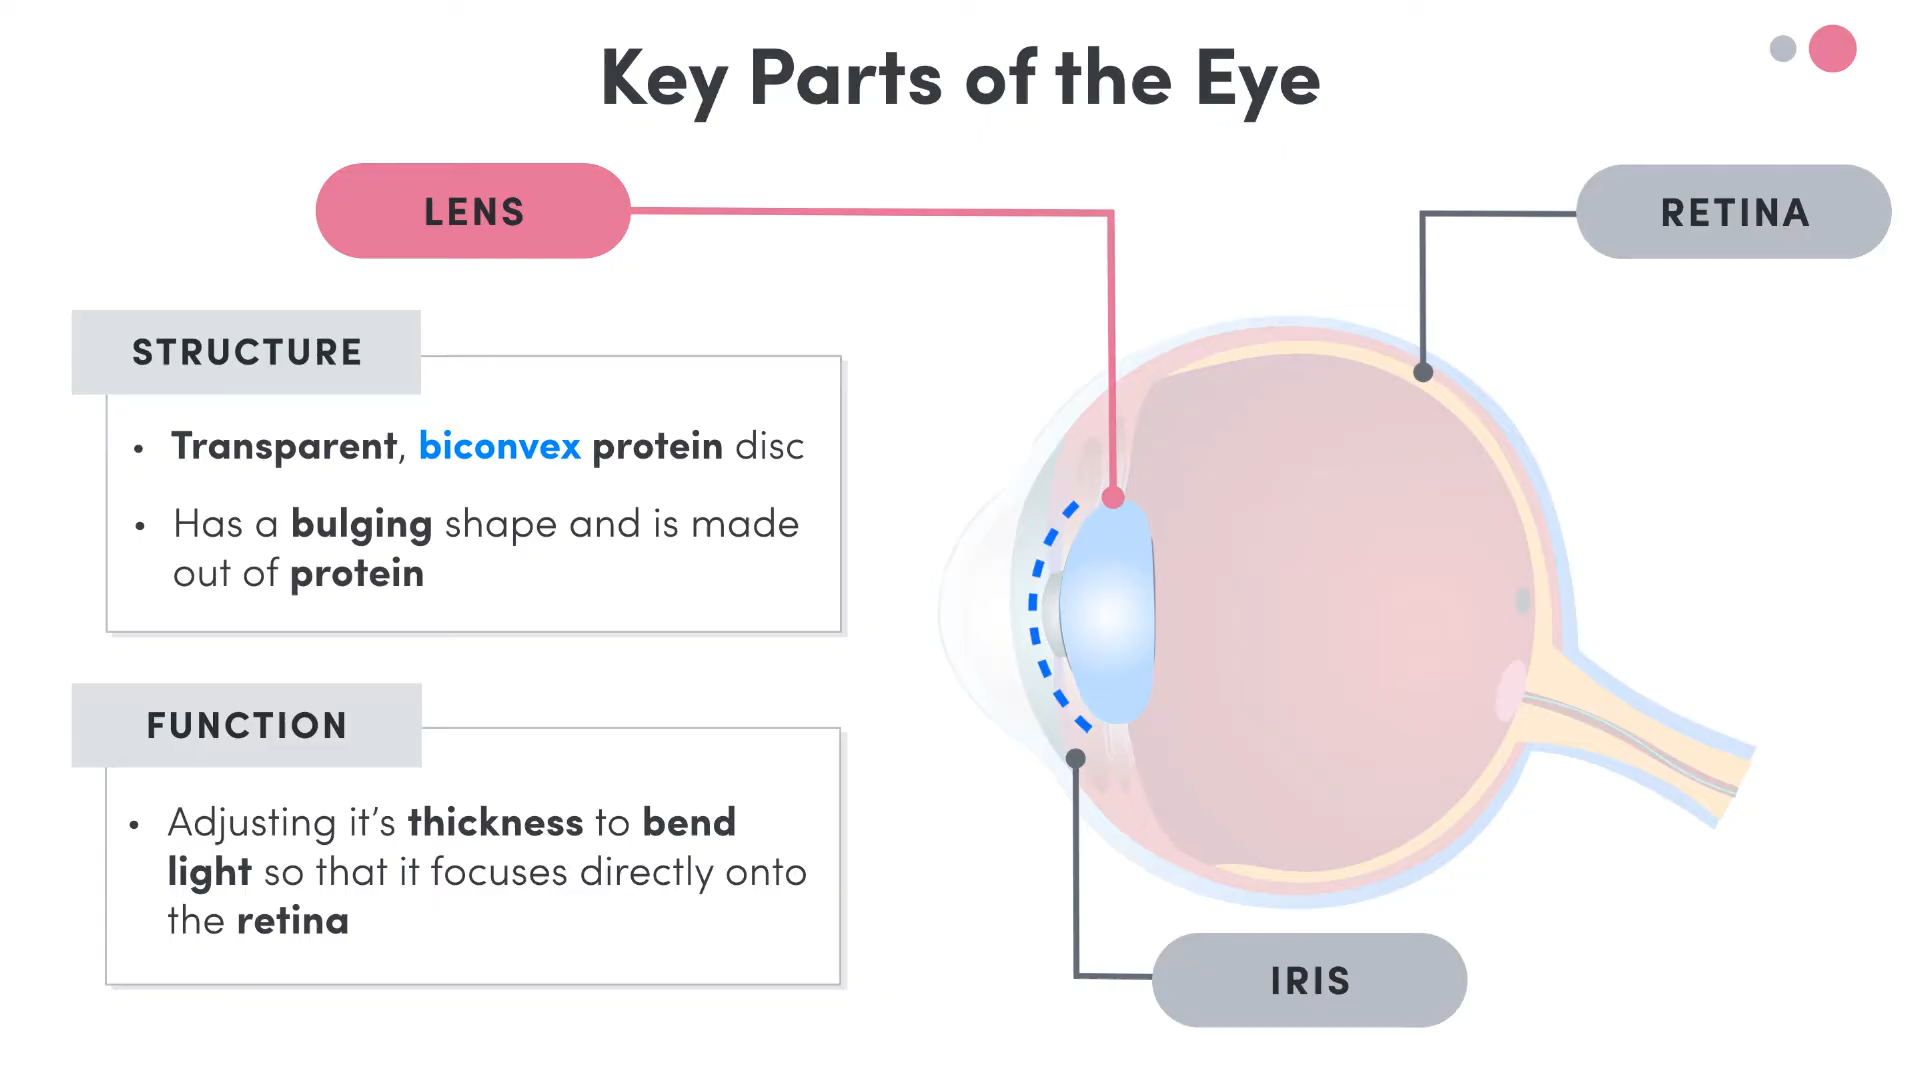 Key Parts of the Eye
LENS
RETINA
STRUCTURE
• Transparent, biconvex protein disc
• Has a bulging shape and is made
out of protein
FUNCTION
• Adjusting it's thickness to bend
light so that it focuses directly onto
the retina
IRIS